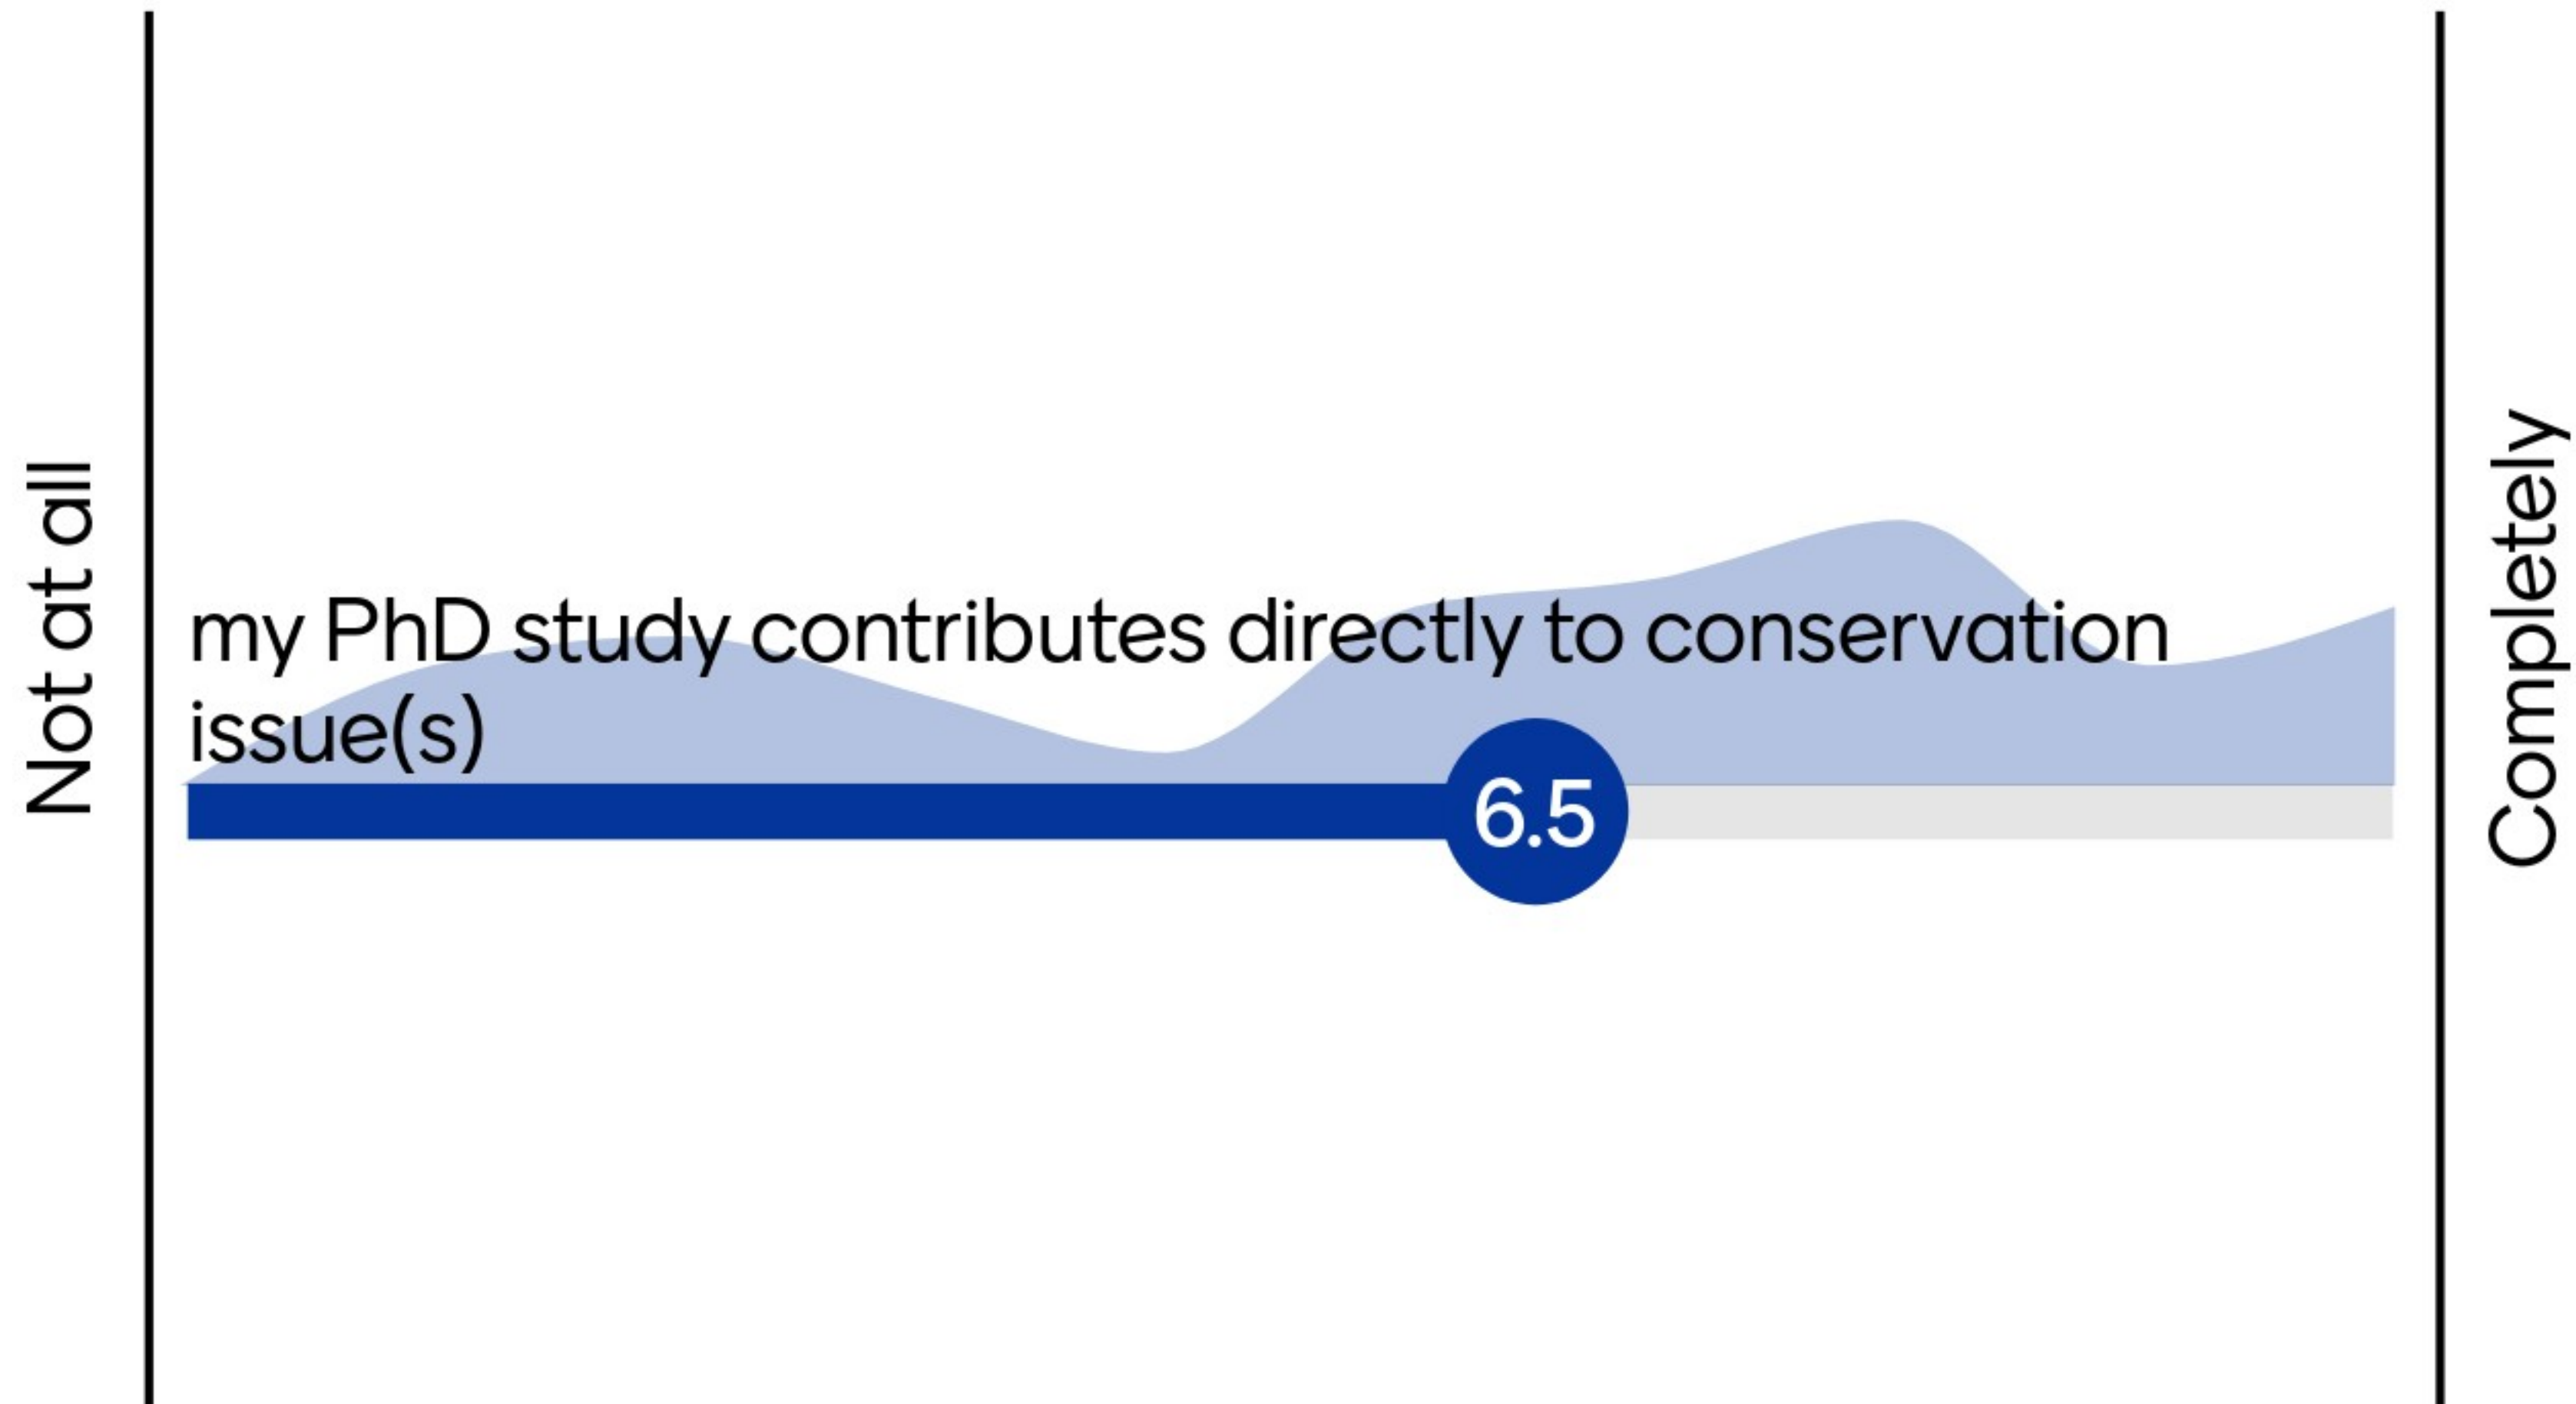 Not at all
my PhD study contributes directly to conservation
issue(s)
6.5
Completely